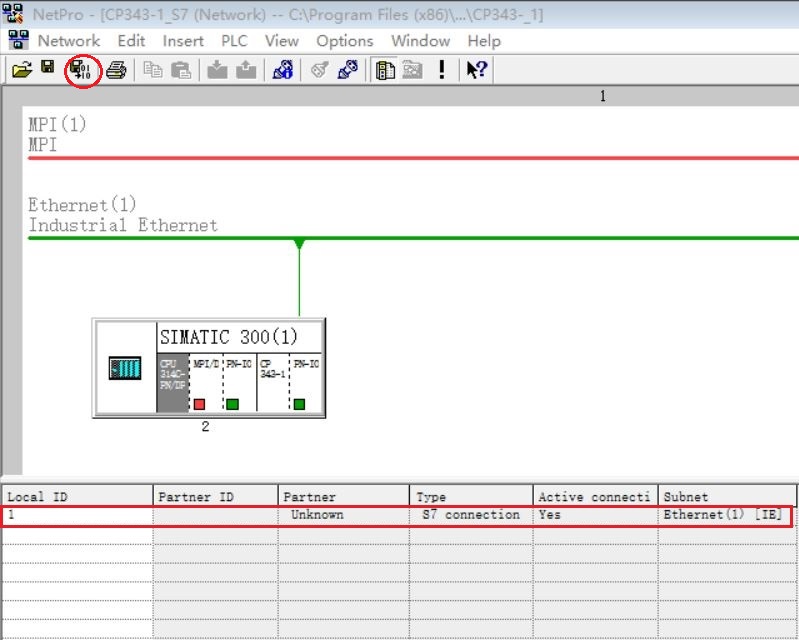 NetPro - [CP343-1_S7 (Network) -- C:\Program Files (x86)\...\CP343-_1]
Network Edit Insert PLC View Options Window Help
1
MPI(1)
MPI
Ethernet(1)
Industrial Ethernet
SIMATIC 300(1)
CPU MPI/D PN-IO CP PN-IO
314C- 343-1
PN/DP
2
Local ID Partner ID Partner Type Active connecti Subnet
1 Unknown S7 connection Yes Ethernet(1) [IE]